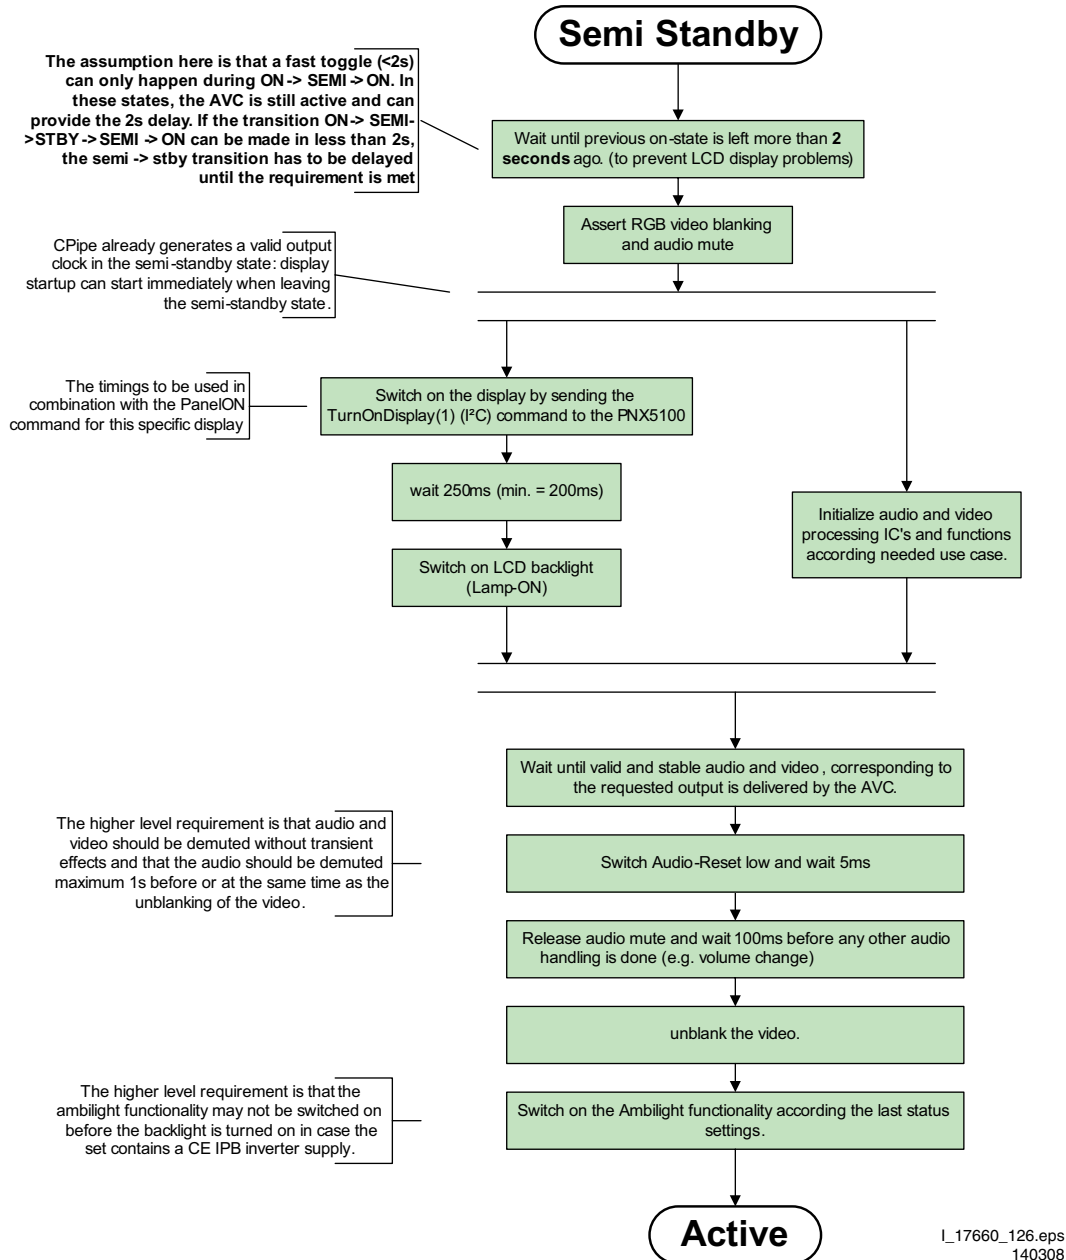 Semi Standby
The assumption here is that a fast toggle (<2s)
can only happen during ON-> SEMI->ON. In
these states, the AVC is still active and can
provide the 2s delay. If the transition ON-> SEMI-
>STBY->SEMI -> ON can be made in less than 2s,
the semi -> stby transition has to be delayed
until the requirement is met
Wait until previous on-state is left more than 2
seconds ago. (to prevent LCD display problems)
Assert RGB video blanking
and audio mute
CPipe already generates a valid output
clock in the semi-standby state: display
startup can start immediately when leaving
the semi-standby state.
The timings to be used in
combination with the PanelON
command for this specific display
Switch on the display by sending the
TurnOnDisplay(1) (I²C) command to the PNX5100
wait 250ms (min. = 200ms)
Switch on LCD backlight
(Lamp-ON)
Initialize audio and video
processing IC's and functions
according needed use case.
Wait until valid and stable audio and video, corresponding to
the requested output is delivered by the AVC.
The higher level requirement is that audio and
video should be demuted without transient
effects and that the audio should be demuted
maximum 1s before or at the same time as the
unblanking of the video.
Switch Audio-Reset low and wait 5ms
Release audio mute and wait 100ms before any other audio
handling is done (e.g. volume change)
unblank the video.
The higher level requirement is that the
ambilight functionality may not be switched on
before the backlight is turned on in case the
set contains a CE IPB inverter supply.
Switch on the Ambilight functionality according the last status
settings.
Active
I_17660_126.eps
140308